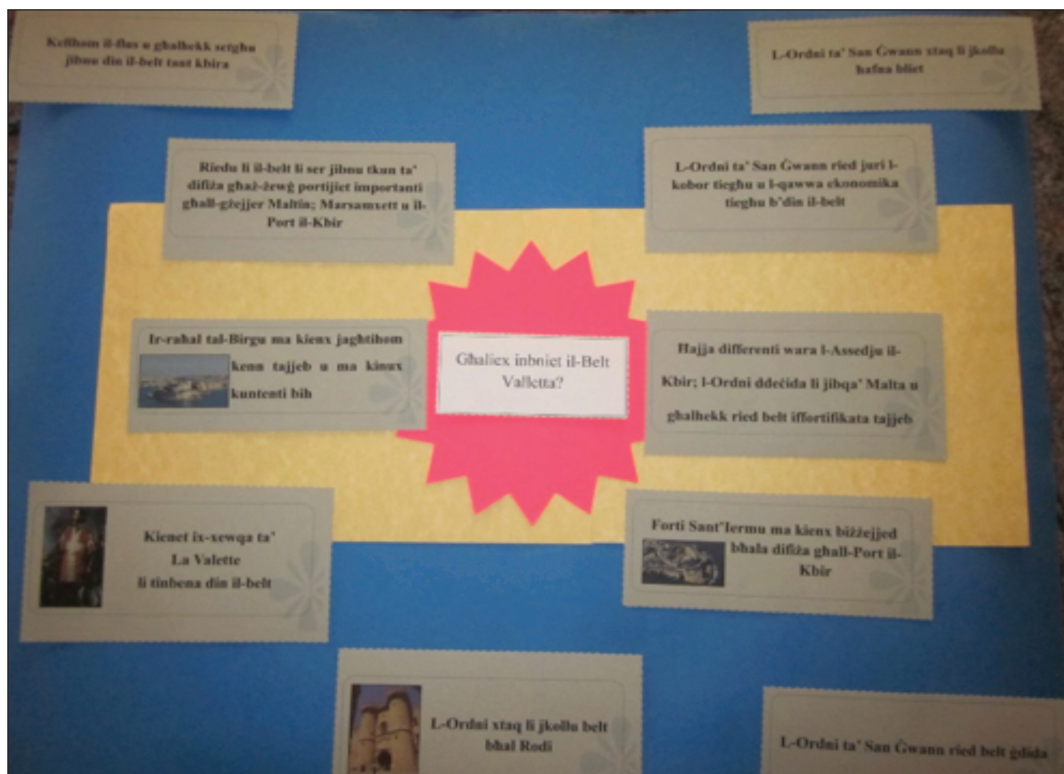 Kellhom il-flus u għalhekk setgħu
jibnu din il-belt tant kbira
L-Ordni ta' San Ġwann xtaq li jkollu
ħafna bliet
Riedu li il-belt li ser jibnu tkun ta'
difiża għaż-żewġ portijiet importanti
għall-gżejjer Maltin; Marsamxett u il-
Port il-Kbir
L-Ordni ta' San Ġwann ried juri l-
kobor tiegħu u l-qawwa ekonomika
tiegħu b'din il-belt
Ir-raħal tal-Birgu ma kienx jagħtihom
kenn tajjeb u ma kinux
kuntenti bih
Għaliex inbniet il-Belt
Valletta?
Ħajja differenti wara l-Assedju il-
Kbir; l-Ordni ddeċida li jibqa' Malta u
għalhekk ried belt iffortifikata tajjeb
Kienet ix-xewqa ta'
La Valette
li tinbena din il-belt
Forti Sant'Iermu ma kienx biżżejjed
bħala difiża għall-Port il-
Kbir
L-Ordni xtaq li jkollu belt
bħal Rodi
L-Ordni ta' San Ġwann ried belt ġdida